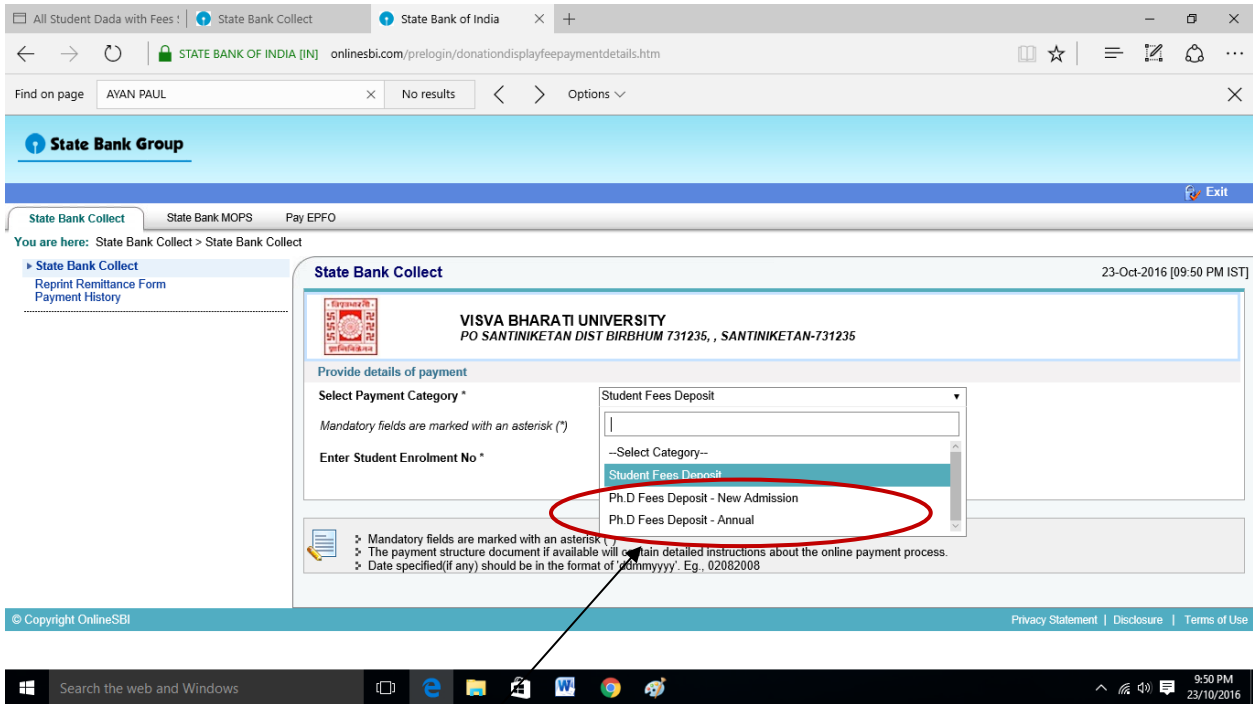 All Student Dada with Fees
State Bank Collect
State Bank of India
STATE BANK OF INDIA [IN] onlinesbi.com/prelogin/donationdisplayfeepaymentdetails.htm
Find on page AYAN PAUL No results Options
State Bank Group
Exit
State Bank Collect State Bank MOPS Pay EPFO
You are here: State Bank Collect > State Bank Collect
State Bank Collect
Reprint Remittance Form
Payment History
State Bank Collect 23-Oct-2016 [09:50 PM IST]
VISVA BHARATI UNIVERSITY
PO SANTINIKETAN DIST BIRBHUM 731235, , SANTINIKETAN-731235
Provide details of payment
Select Payment Category * Student Fees Deposit
Mandatory fields are marked with an asterisk (*)
--Select Category--
Enter Student Enrolment No *
Student Fees Deposit
Ph.D Fees Deposit - New Admission
Ph.D Fees Deposit - Annual
Mandatory fields are marked with an asterisk (*)
The payment structure document if available will contain detailed instructions about the online payment process.
Date specified(if any) should be in the format of 'ddmmyyyy'. Eg., 02082008
© Copyright OnlineSBI Privacy Statement | Disclosure | Terms of Use
Search the web and Windows
9:50 PM
23/10/2016